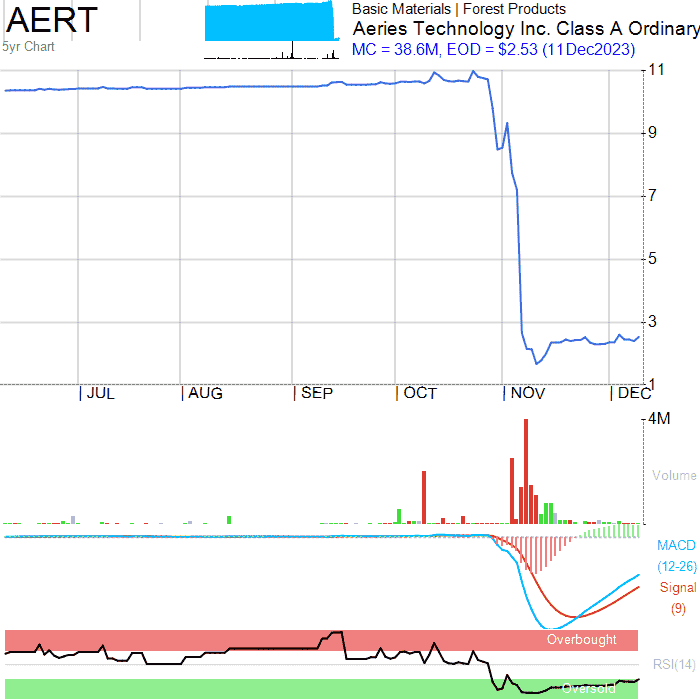 AERT
5yr Chart
Basic Materials | Forest Products
Aeries Technology Inc. Class A Ordinary
MC = 38.6M, EOD = $2.53 (11Dec2023)
11
9
7
5
3
1
JUL
AUG
SEP
OCT
NOV
DEC
4M
Volume
MACD
(12-26)
Signal
(9)
Overbought
RSI(14)
Oversold